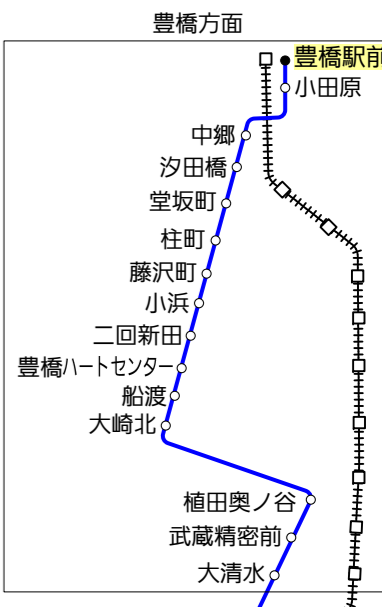 豊橋方面
豊橋駅前
小田原
中郷
汐田橋
堂坂町
柱町
藤沢町
小浜
二回新田
豊橋ハートセンター
船渡
大崎北
植田奥ノ谷
武蔵精密前
大清水